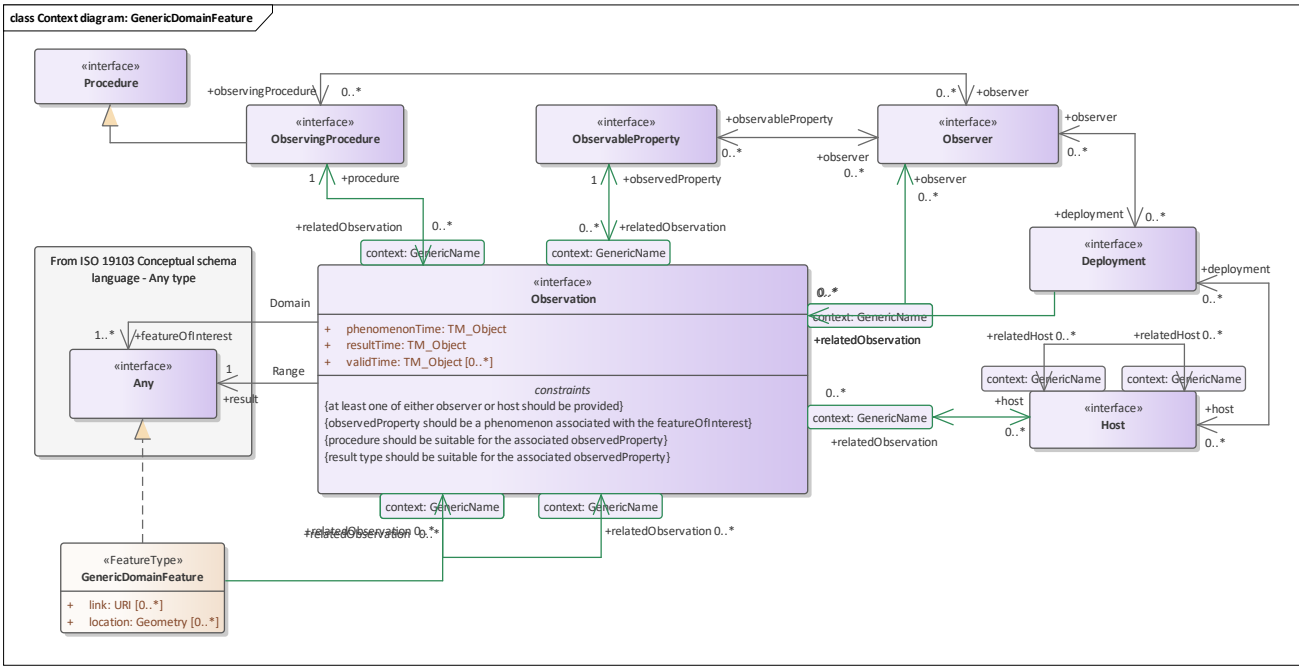 class Context diagram: GenericDomainFeature
«interface»
Procedure
+observingProcedure
0..*
0..*
+observer
«interface»
ObservingProcedure
«interface»
ObservableProperty
+observableProperty
0..*
+observer
0..*
«interface»
Observer
+observer
0..*
1
+procedure
1
+observedProperty
+observer
0..*
+relatedObservation
0..*
0..*
+relatedObservation
+deployment
0..*
context: GenericName
context: GenericName
«interface»
Deployment
+deployment
0..*
From ISO 19103 Conceptual schema
language - Any type
«interface»
Observation
Domain
0..*
context: GenericName
+relatedObservation
+ phenomenonTime: TM_Object
+ resultTime: TM_Object
+ validTime: TM_Object [0..*]
1..*
+featureOfInterest
+relatedHost 0..*
+relatedHost 0..*
«interface»
Any
1
Range
+result
context: GenericName
context: GenericName
constraints
{at least one of either observer or host should be provided}
{observedProperty should be a phenomenon associated with the featureOfInterest}
{procedure should be suitable for the associated observedProperty}
{result type should be suitable for the associated observedProperty}
0..*
context: GenericName
+relatedObservation
+host
0..*
«interface»
Host
+host
0..*
context: GenericName
context: GenericName
+relatedObservation 0..*
+relatedObservation 0..*
+relatedObservation 0..*
«FeatureType»
GenericDomainFeature
+ link: URI [0..*]
+ location: Geometry [0..*]